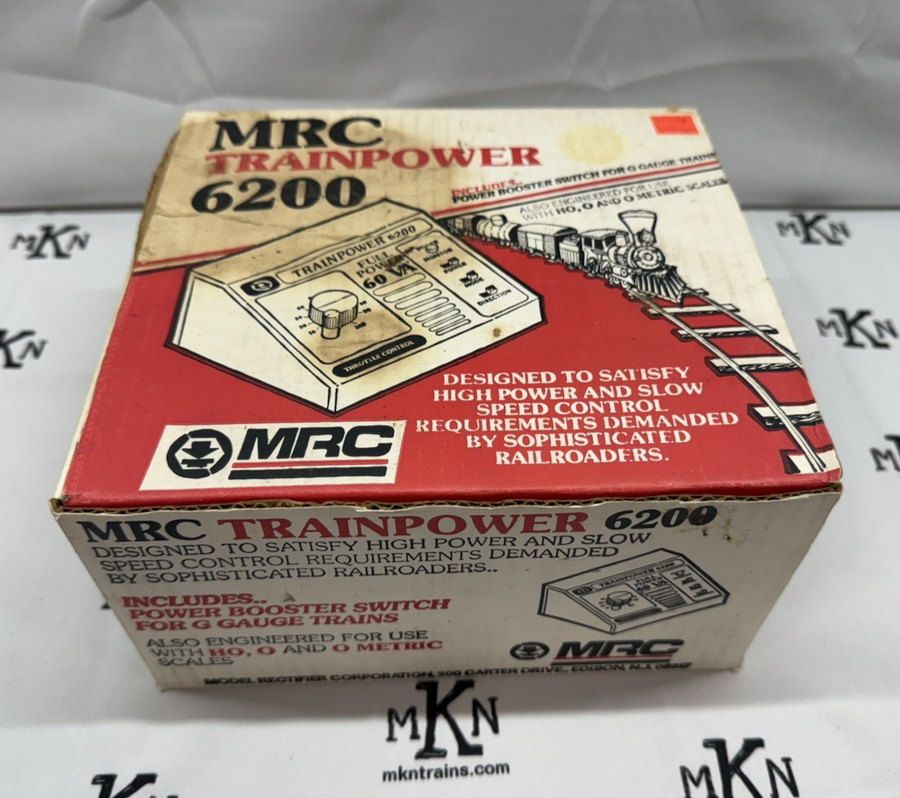 MRC
TRAINPOWER
6200
INCLUDES..
POWER BOOSTER SWITCH FOR G GAUGE TRAINS
ALSO ENGINEERED FOR USE
WITH HO, O AND O METRIC SCALES
TRAINPOWER 6200
FULL
POWER
60 VA
MONITOR
POWER
DIRECTION
THROTTLE CONTROL
DESIGNED TO SATISFY
HIGH POWER AND SLOW
SPEED CONTROL
REQUIREMENTS DEMANDED
BY SOPHISTICATED
RAILROADERS.
MRC
MRC TRAINPOWER 6200
DESIGNED TO SATISFY HIGH POWER AND SLOW
SPEED CONTROL REQUIREMENTS DEMANDED
BY SOPHISTICATED RAILROADERS..
INCLUDES..
POWER BOOSTER SWITCH
FOR G GAUGE TRAINS
ALSO ENGINEERED FOR USE
WITH HO, O AND O METRIC
SCALES
TRAINPOWER 6200
MRC
MODEL RECTIFIER CORPORATION, 200 CARTER DRIVE, EDISON, N.J.
MKN
MKN
MKN
MKN
mkntrains.com
MKN